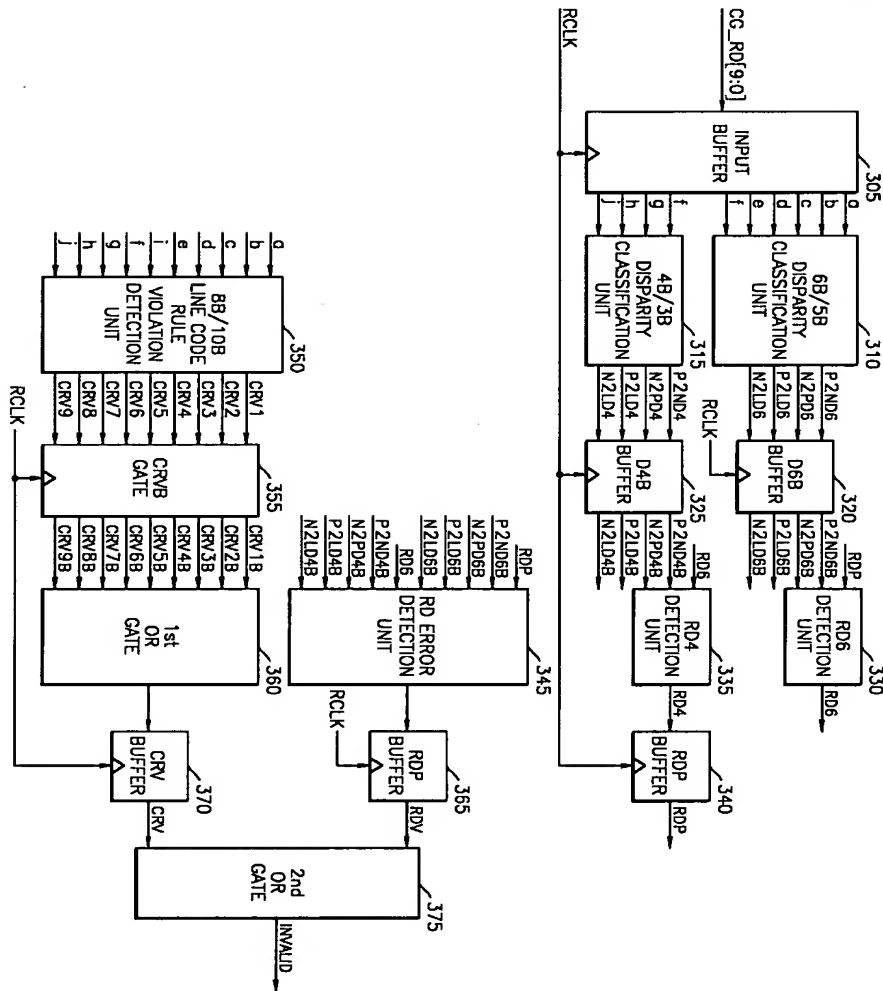 CG_RD[9:0]
RCLK
INPUT
BUFFER
305
a
b
c
d
e
f
f
g
h
j
6B/5B
DISPARITY
CLASSIFICATION
UNIT
310
4B/3B
DISPARITY
CLASSIFICATION
UNIT
315
P2ND6
N2PD6
P2LD6
N2LD6
P2ND4
N2PD4
P2LD4
N2LD4
RCLK
D6B
BUFFER
320
D4B
BUFFER
325
RDP
P2ND6B
N2PD6B
P2LD6B
N2LD6B
RD6
P2ND4B
N2PD4B
P2LD4B
N2LD4B
RD6
DETECTION
UNIT
330
RD6
RD4
DETECTION
UNIT
335
RD4
RDP
BUFFER
340
RDP
a
b
c
d
e
i
f
g
h
j
8B/10B
LINE CODE
RULE
VIOLATION
DETECTION
UNIT
350
CRV1
CRV2
CRV3
CRV4
CRV5
CRV6
CRV7
CRV8
CRV9
RCLK
CRVB
GATE
355
CRV1B
CRV2B
CRV3B
CRV4B
CRV5B
CRV6B
CRV7B
CRV8B
CRV9B
1st
OR
GATE
360
RDP
P2ND6B
N2PD6B
P2LD6B
N2LD6B
RD6
P2ND4B
N2PD4B
P2LD4B
N2LD4B
RD ERROR
DETECTION
UNIT
345
RCLK
RDP
BUFFER
365
RDV
CRV
BUFFER
370
CRV
2nd
OR
GATE
375
INVALID